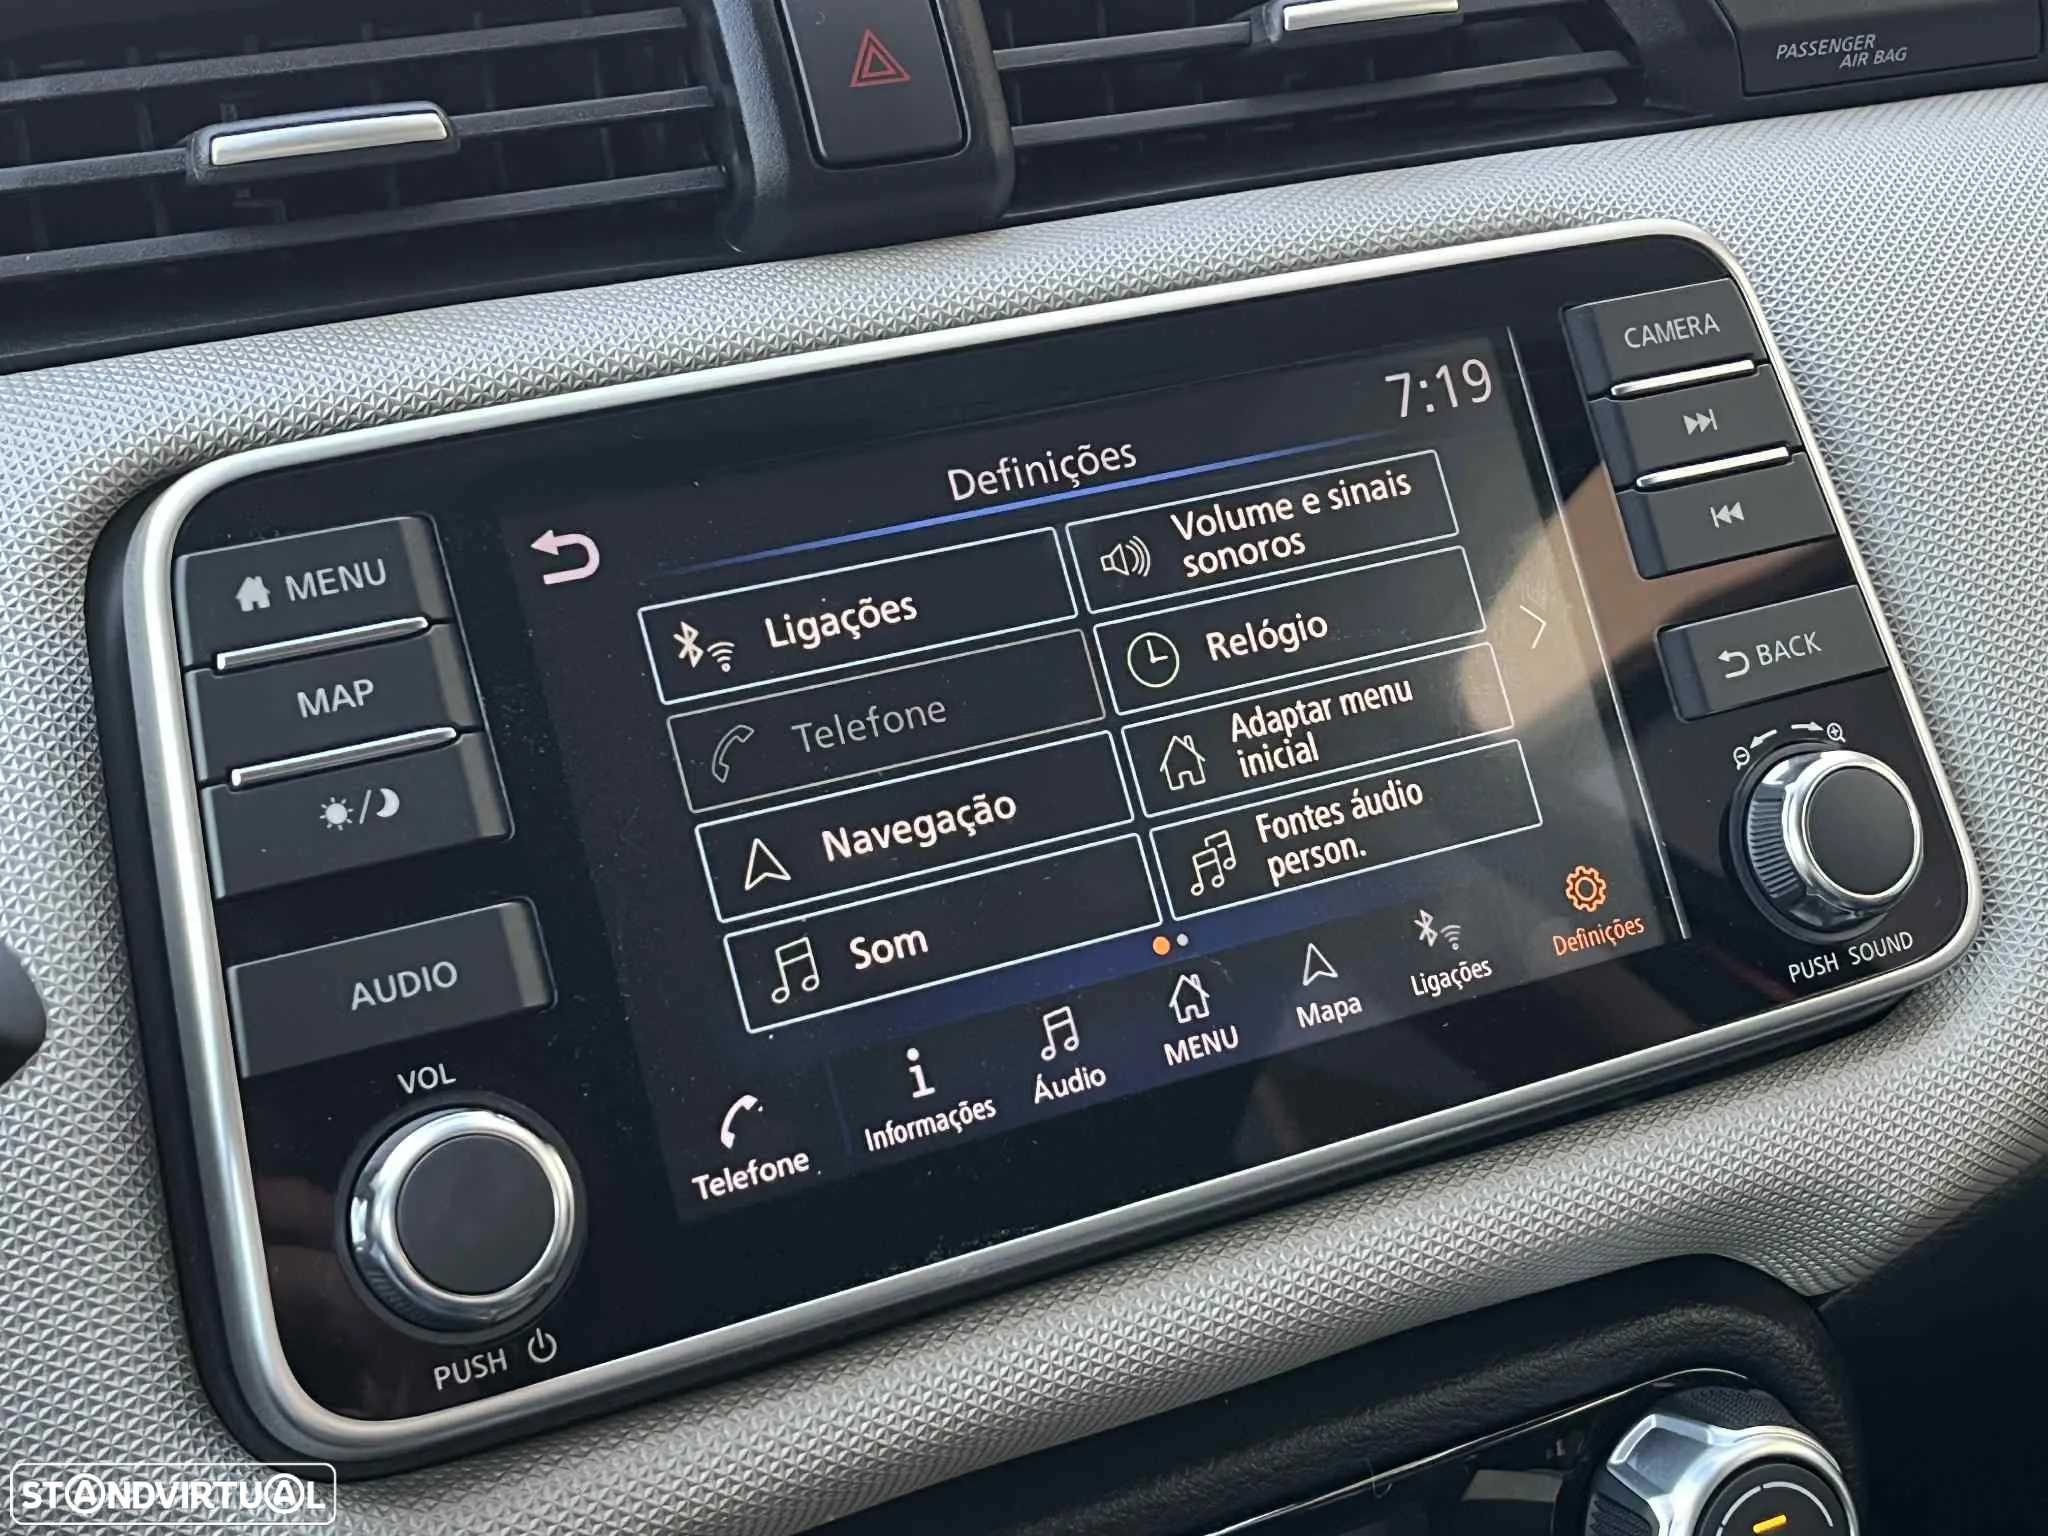 PASSENGER
AIR BAG
7:19
Definições
CAMERA
MENU
MAP
AUDIO
VOL
PUSH
Ligações
Telefone
Navegação
Som
Volume e sinais
sonoros
Relógio
Adaptar menu
inicial
Fontes áudio
person.
Telefone
Informações
Áudio
MENU
Mapa
Ligações
Definições
BACK
PUSH SOUND
STANDVIRTUAL